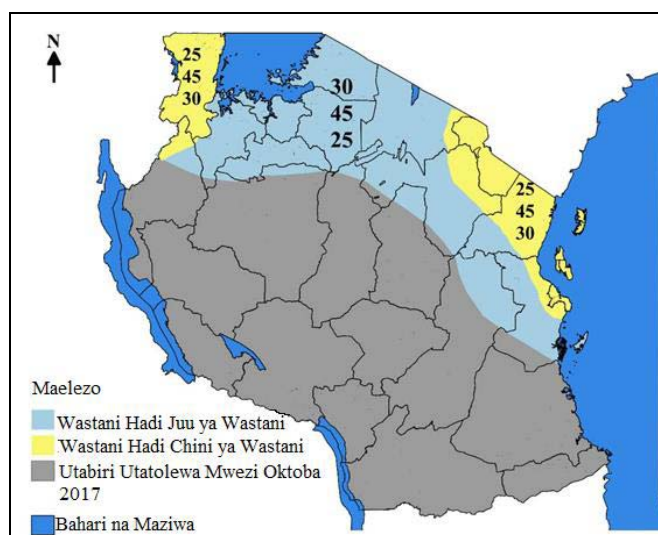 N
25
45
30
30
45
25
25
45
30
Maelezo
Wastani Hadi Juu ya Wastani
Wastani Hadi Chini ya Wastani
Utabiri Utatolewa Mwezi Oktoba
2017
Bahari na Maziwa